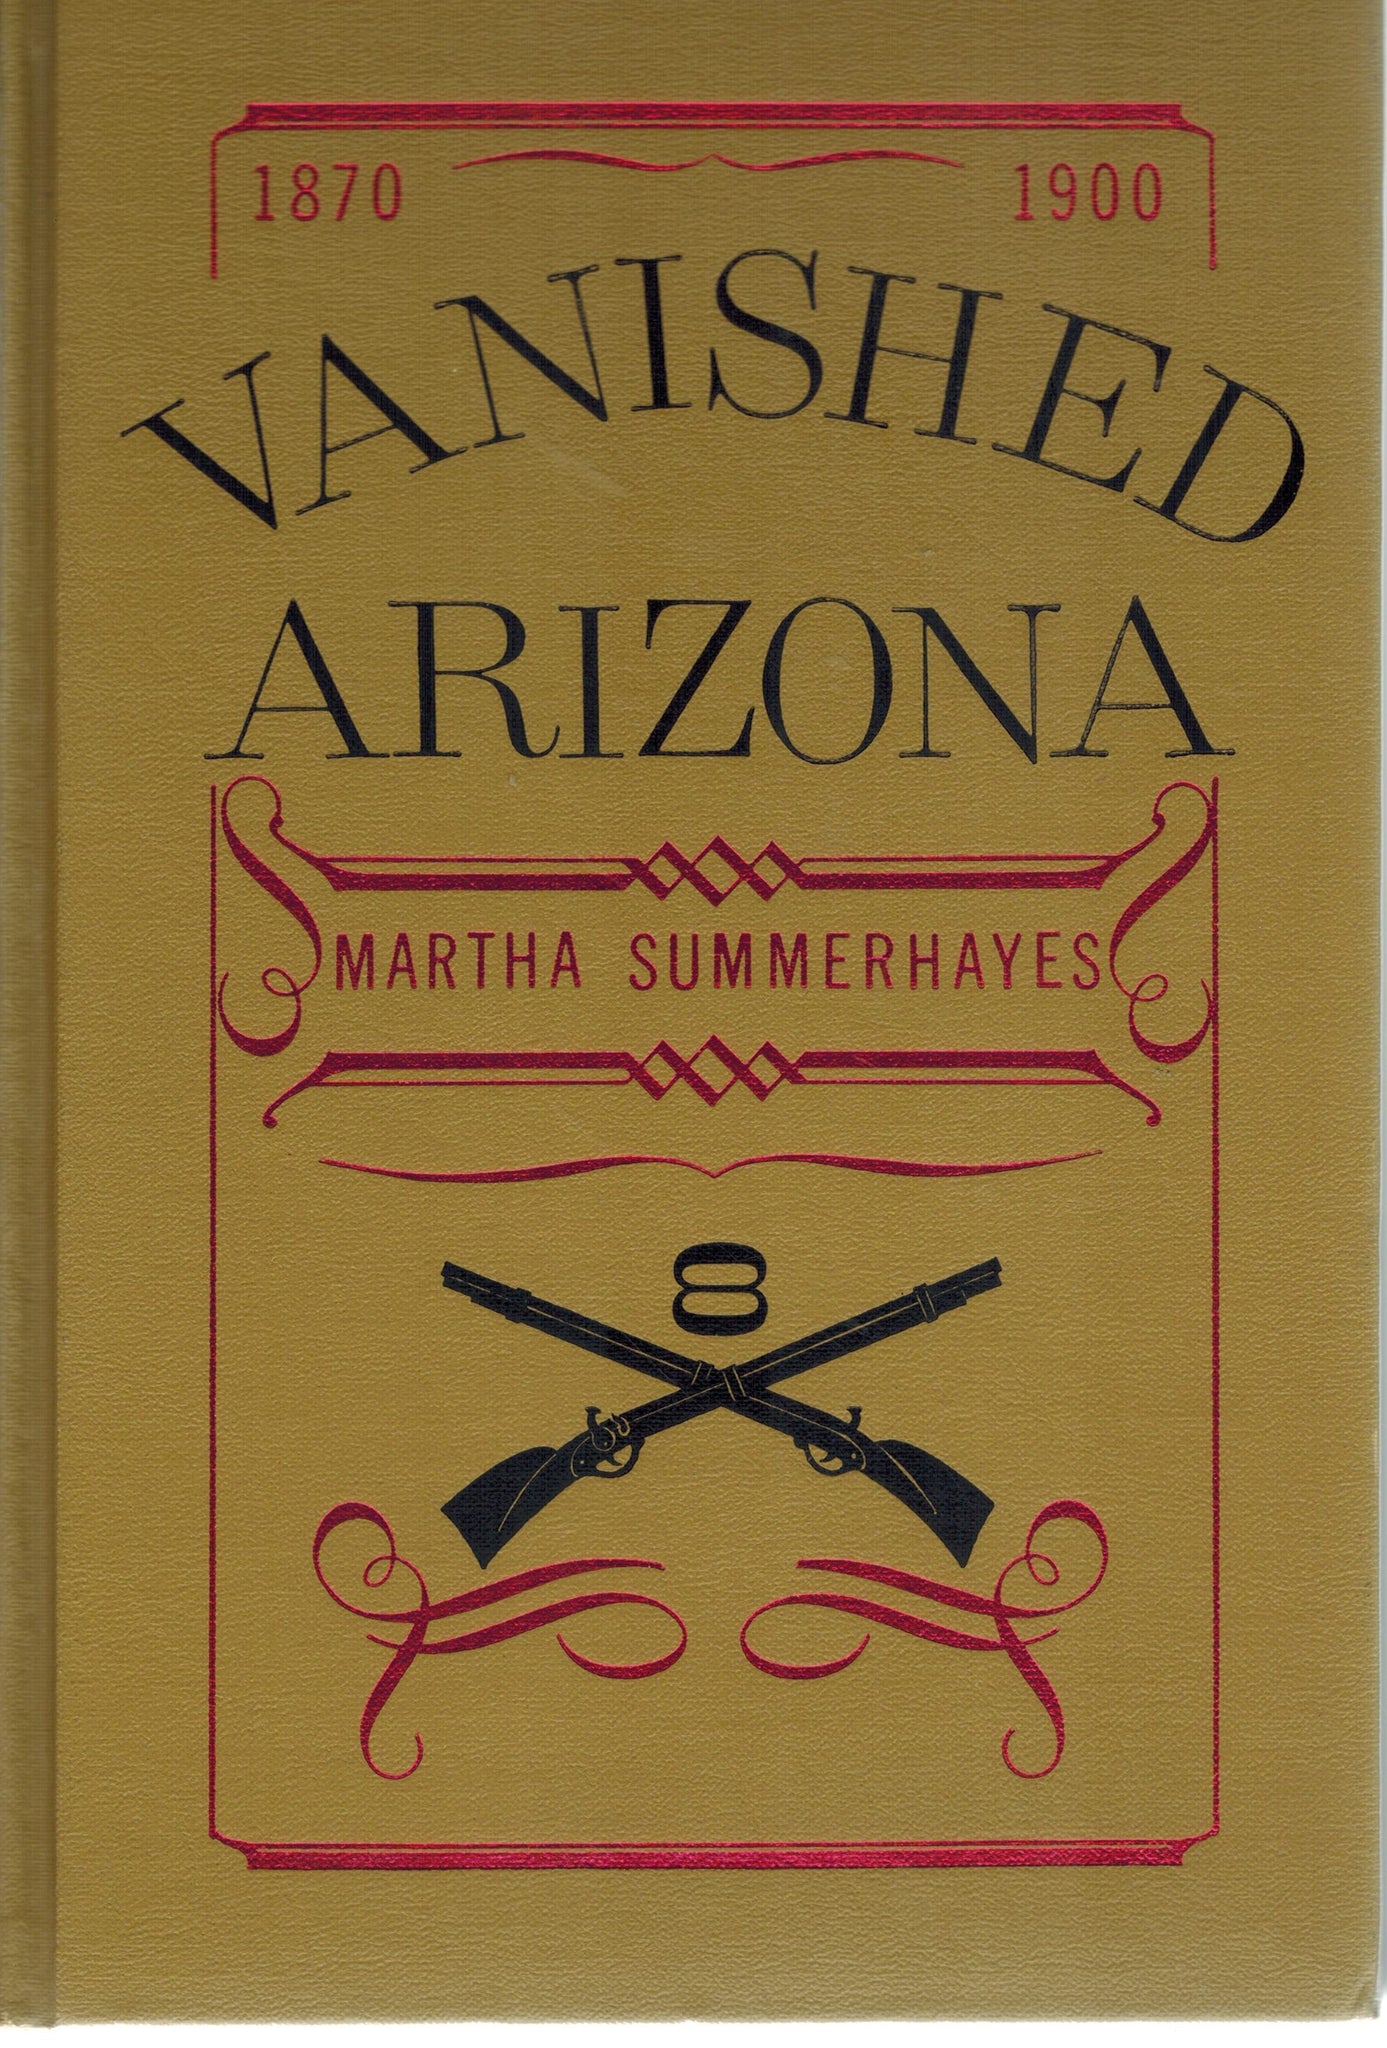 1870 1900
VANISHED
ARIZONA
MARTHA SUMMERHAYES
8